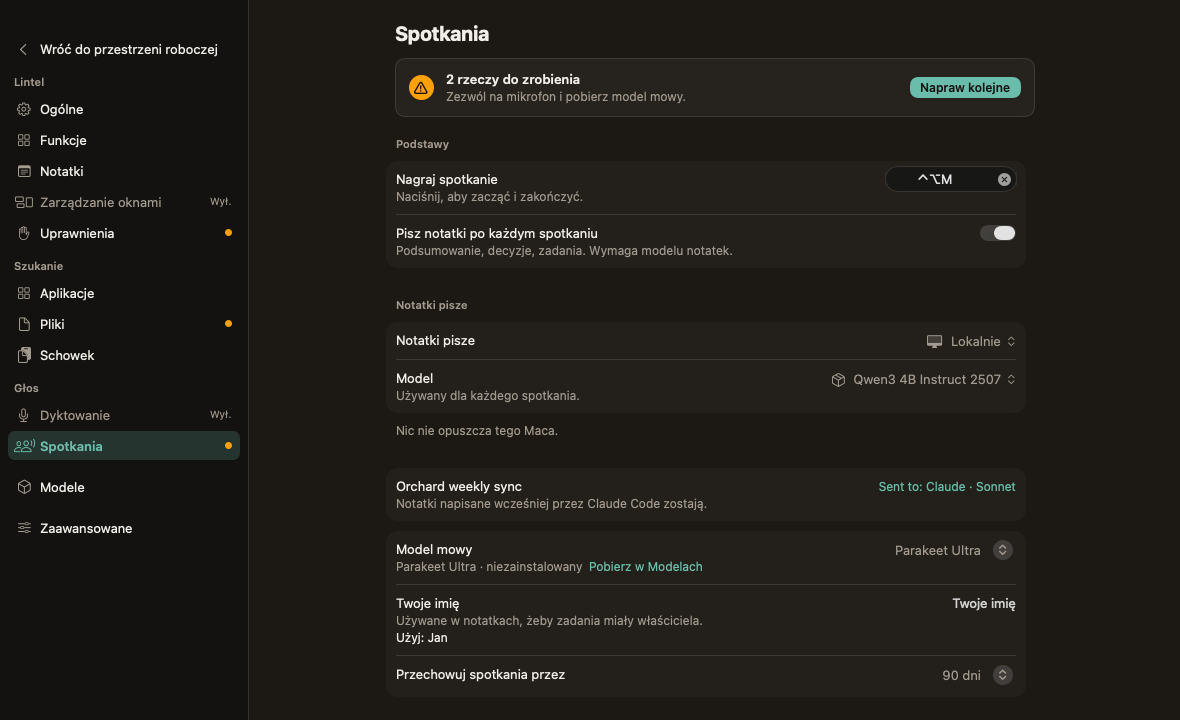 Wróć do przestrzeni roboczej
Lintel
Ogólne
Funkcje
Notatki
Zarządzanie oknami
Wył.
Uprawnienia
Szukanie
Aplikacje
Pliki
Schowek
Głos
Dyktowanie
Wył.
Spotkania
Modele
Zaawansowane
Spotkania
2 rzeczy do zrobienia
Zezwól na mikrofon i pobierz model mowy.
Napraw kolejne
Podstawy
Nagraj spotkanie
Naciśnij, aby zacząć i zakończyć.
⌃⌥M
Pisz notatki po każdym spotkaniu
Podsumowanie, decyzje, zadania. Wymaga modelu notatek.
Notatki pisze
Notatki pisze
Lokalnie
Model
Używany dla każdego spotkania.
Qwen3 4B Instruct 2507
Nic nie opuszcza tego Maca.
Orchard weekly sync
Notatki napisane wcześniej przez Claude Code zostają.
Sent to: Claude · Sonnet
Model mowy
Parakeet Ultra · niezainstalowany Pobierz w Modelach
Parakeet Ultra
Twoje imię
Używane w notatkach, żeby zadania miały właściciela.
Użyj: Jan
Twoje imię
Przechowuj spotkania przez
90 dni